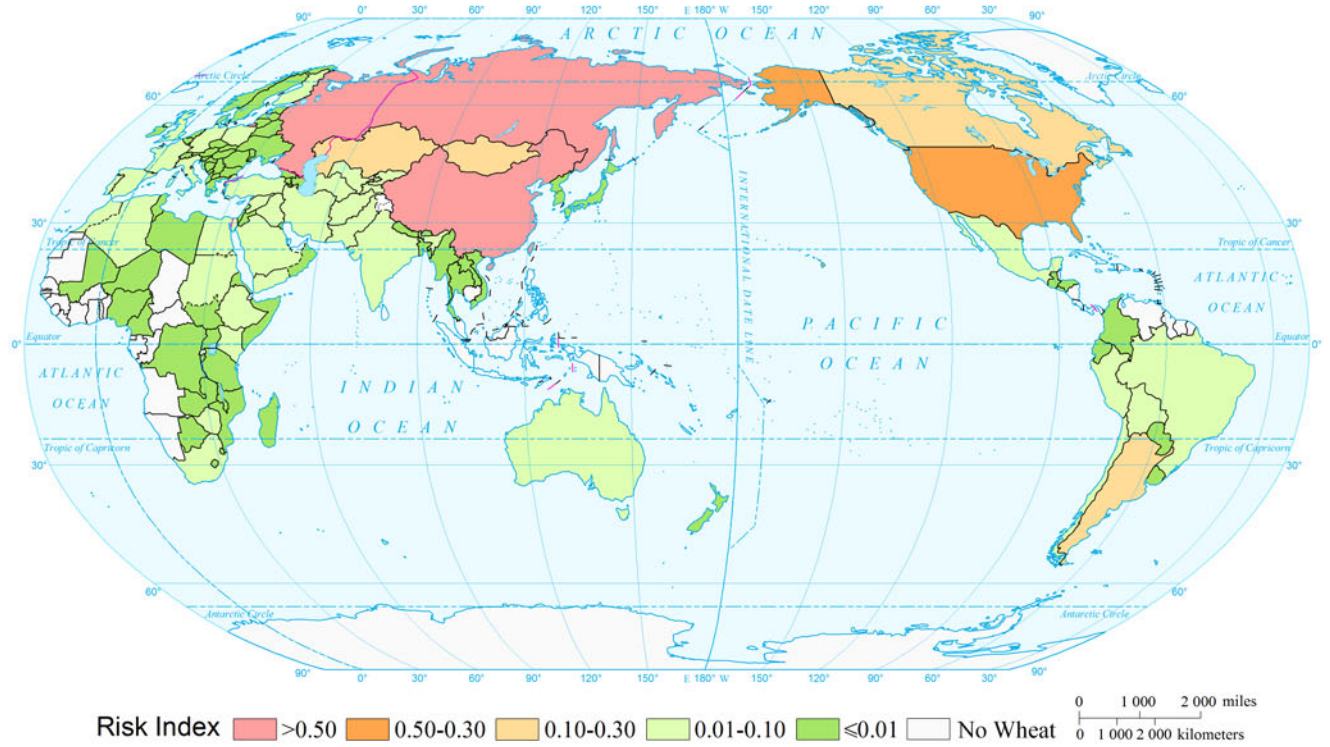 90° 0° 30° 60° 90° 120° 150° E 180° W 150° 120° 90° 60° 30° 0° 90°
ARCTIC OCEAN
Arctic Circle
Arctic Circle
60°
60°
30°
30°
Tropic of Cancer
Tropic of Cancer
INTERNATIONAL DATE LINE
ATLANTIC
OCEAN
PACIFIC
OCEAN
0°
Equator
Equator
0°
ATLANTIC
OCEAN
INDIAN
OCEAN
Tropic of Capricorn
Tropic of Capricorn
30°
30°
60°
60°
Antarctic Circle
Antarctic Circle
90° 0° 30° 60° 90° 120° 150° E 180° W 150° 120° 90° 60° 30° 0° 90°
0 1 000 2 000 miles
0 1 000 2 000 kilometers
Risk Index >0.50 0.50-0.30 0.10-0.30 0.01-0.10 ≤0.01 No Wheat